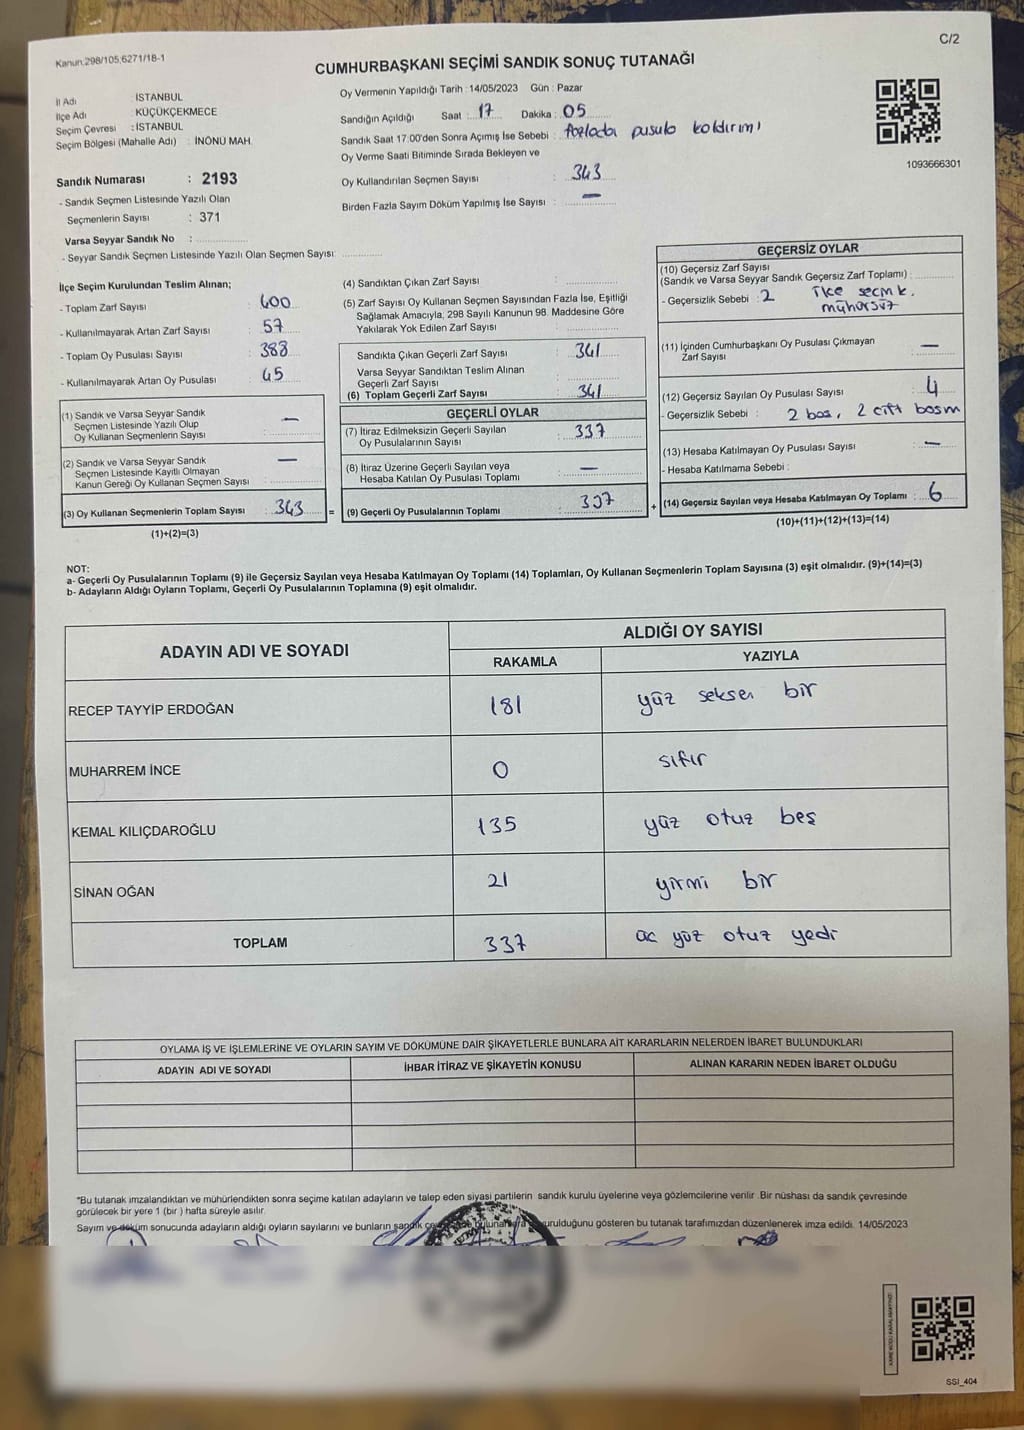 Kanun.298/105;6271/18-1
C/2
CUMHURBAŞKANI SEÇİMİ SANDIK SONUÇ TUTANAĞI
İl Adı : İSTANBUL
İlçe Adı : KÜÇÜKÇEKMECE
Seçim Çevresi : İSTANBUL
Seçim Bölgesi (Mahalle Adı) : İNÖNÜ MAH.
Sandık Numarası : 2193
- Sandık Seçmen Listesinde Yazılı Olan
Seçmenlerin Sayısı : 371
Varsa Seyyar Sandık No :
- Seyyar Sandık Seçmen Listesinde Yazılı Olan Seçmen Sayısı:
Oy Vermenin Yapıldığı Tarih : 14/05/2023 Gün : Pazar
Sandığın Açıldığı Saat : 17 Dakika : 05
Sandık Saat 17.00'den Sonra Açımış İse Sebebi : fazlada pusula kaldırımı
Oy Verme Saati Bitiminde Sırada Bekleyen ve
Oy Kullandırılan Seçmen Sayısı : 343
Birden Fazla Sayım Döküm Yapılmış İse Sayısı : —
1093666301
İlçe Seçim Kurulundan Teslim Alınan;
- Toplam Zarf Sayısı : 400
- Kullanılmayarak Artan Zarf Sayısı : 57
- Toplam Oy Pusulası Sayısı : 388
- Kullanılmayarak Artan Oy Pusulası : 45
(1) Sandık ve Varsa Seyyar Sandık
Seçmen Listesinde Yazılı Olup
Oy Kullanan Seçmenlerin Sayısı : —
(2) Sandık ve Varsa Seyyar Sandık
Seçmen Listesinde Kayıtlı Olmayan
Kanun Gereği Oy Kullanan Seçmen Sayısı : —
(3) Oy Kullanan Seçmenlerin Toplam Sayısı : 343 =
(1)+(2)=(3)
(4) Sandıktan Çıkan Zarf Sayısı :
(5) Zarf Sayısı Oy Kullanan Seçmen Sayısından Fazla İse, Eşitliği
Sağlamak Amacıyla, 298 Sayılı Kanunun 98. Maddesine Göre
Yakılarak Yok Edilen Zarf Sayısı :
Sandıkta Çıkan Geçerli Zarf Sayısı : 341
Varsa Seyyar Sandıktan Teslim Alınan
Geçerli Zarf Sayısı :
(6) Toplam Geçerli Zarf Sayısı : 341
GEÇERLİ OYLAR
(7) İtiraz Edilmeksizin Geçerli Sayılan
Oy Pusulalarının Sayısı : 337
(8) İtiraz Üzerine Geçerli Sayılan veya
Hesaba Katılan Oy Pusulası Toplamı : —
(9) Geçerli Oy Pusulalarının Toplamı : 337 +
GEÇERSİZ OYLAR
(10) Geçersiz Zarf Sayısı
(Sandık ve Varsa Seyyar Sandık Geçersiz Zarf Toplamı) :
- Geçersizlik Sebebi : 2 ilçe seçm k.
mühürsüz
(11) İçinden Cumhurbaşkanı Oy Pusulası Çıkmayan
Zarf Sayısı : —
(12) Geçersiz Sayılan Oy Pusulası Sayısı : 4
- Geçersizlik Sebebi : 2 boş, 2 çift basım
(13) Hesaba Katılmayan Oy Pusulası Sayısı : —
- Hesaba Katılmama Sebebi :
(14) Geçersiz Sayılan veya Hesaba Katılmayan Oy Toplamı : 6
(10)+(11)+(12)+(13)=(14)
NOT:
a- Geçerli Oy Pusulalarının Toplamı (9) ile Geçersiz Sayılan veya Hesaba Katılmayan Oy Toplamı (14) Toplamları, Oy Kullanan Seçmenlerin Toplam Sayısına (3) eşit olmalıdır. (9)+(14)=(3)
b- Adayların Aldığı Oyların Toplamı, Geçerli Oy Pusulalarının Toplamına (9) eşit olmalıdır.
ADAYIN ADI VE SOYADI
ALDIĞI OY SAYISI
RAKAMLA YAZIYLA
RECEP TAYYİP ERDOĞAN 181 yüz seksen bir
MUHARREM İNCE 0 sıfır
KEMAL KILIÇDAROĞLU 135 yüz otuz beş
SİNAN OĞAN 21 yirmi bir
TOPLAM 337 üç yüz otuz yedi
OYLAMA İŞ VE İŞLEMLERİNE VE OYLARIN SAYIM VE DÖKÜMÜNE DAİR ŞİKAYETLERLE BUNLARA AİT KARARLARIN NELERDEN İBARET BULUNDUKLARI
ADAYIN ADI VE SOYADI İHBAR İTİRAZ VE ŞİKAYETİN KONUSU ALINAN KARARIN NEDEN İBARET OLDUĞU
*Bu tutanak imzalandıktan ve mühürlendikten sonra seçime katılan adayların ve talep eden siyasi partilerin sandık kurulu üyelerine veya gözlemcilerine verilir .Bir nüshası da sandık çevresinde
görülecek bir yere 1 (bir ) hafta süreyle asılır.
Sayım ve döküm sonucunda adayların aldığı oyların sayılarını ve bunların sandık kurulduğunu gösteren bu tutanak tarafımızdan düzenlenerek imza edildi. 14/05/2023
SSI_404